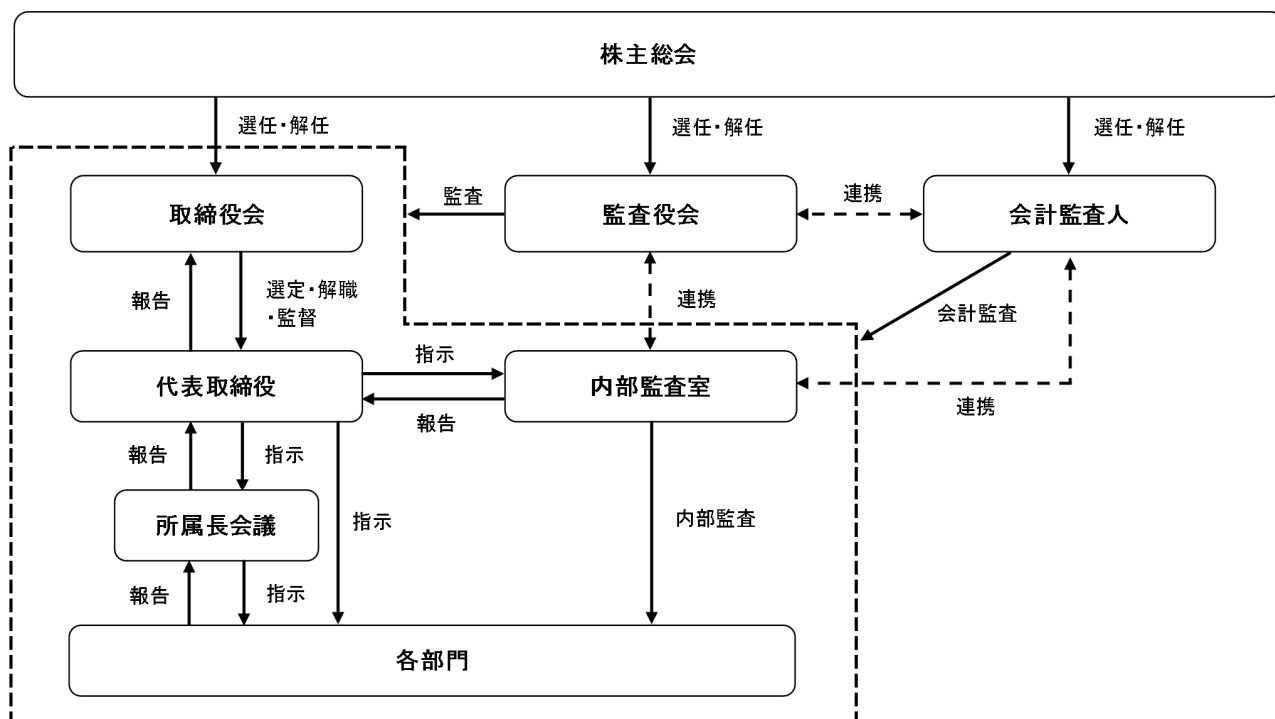 株主総会
選任・解任
選任・解任
選任・解任
取締役会
監査
監査役会
連携
会計監査人
報告
選定・解職
・監督
連携
会計監査
代表取締役
指示
報告
内部監査室
連携
報告
指示
所属長会議
指示
内部監査
報告
指示
各部門